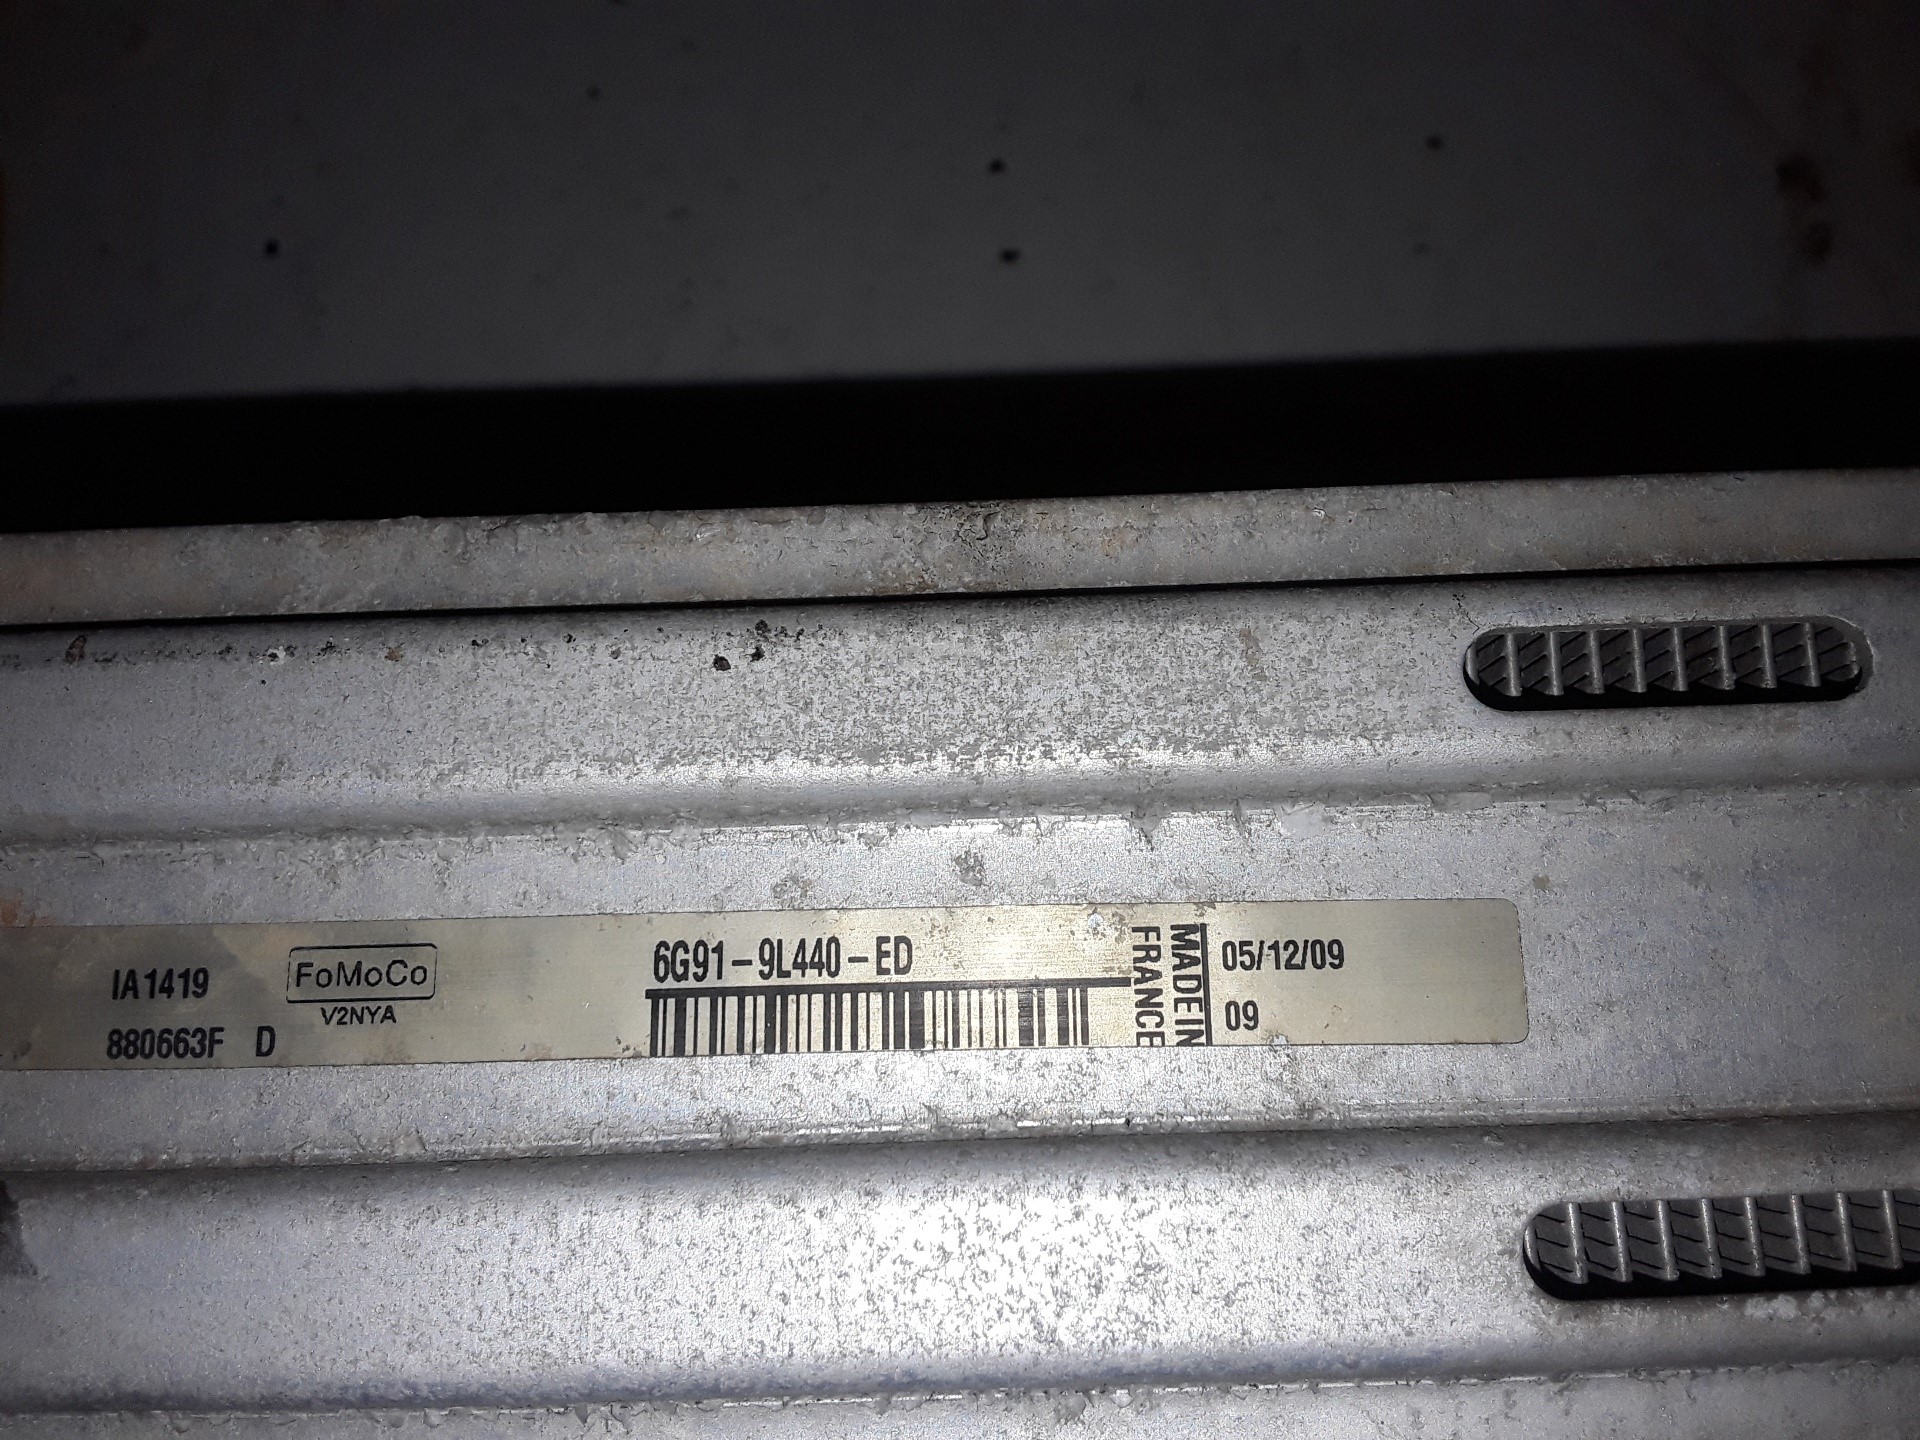 IA1419
880663F D
FoMoCo
V2NYA
6G91-9L440-ED
MADE IN
FRANCE
05/12/09
09